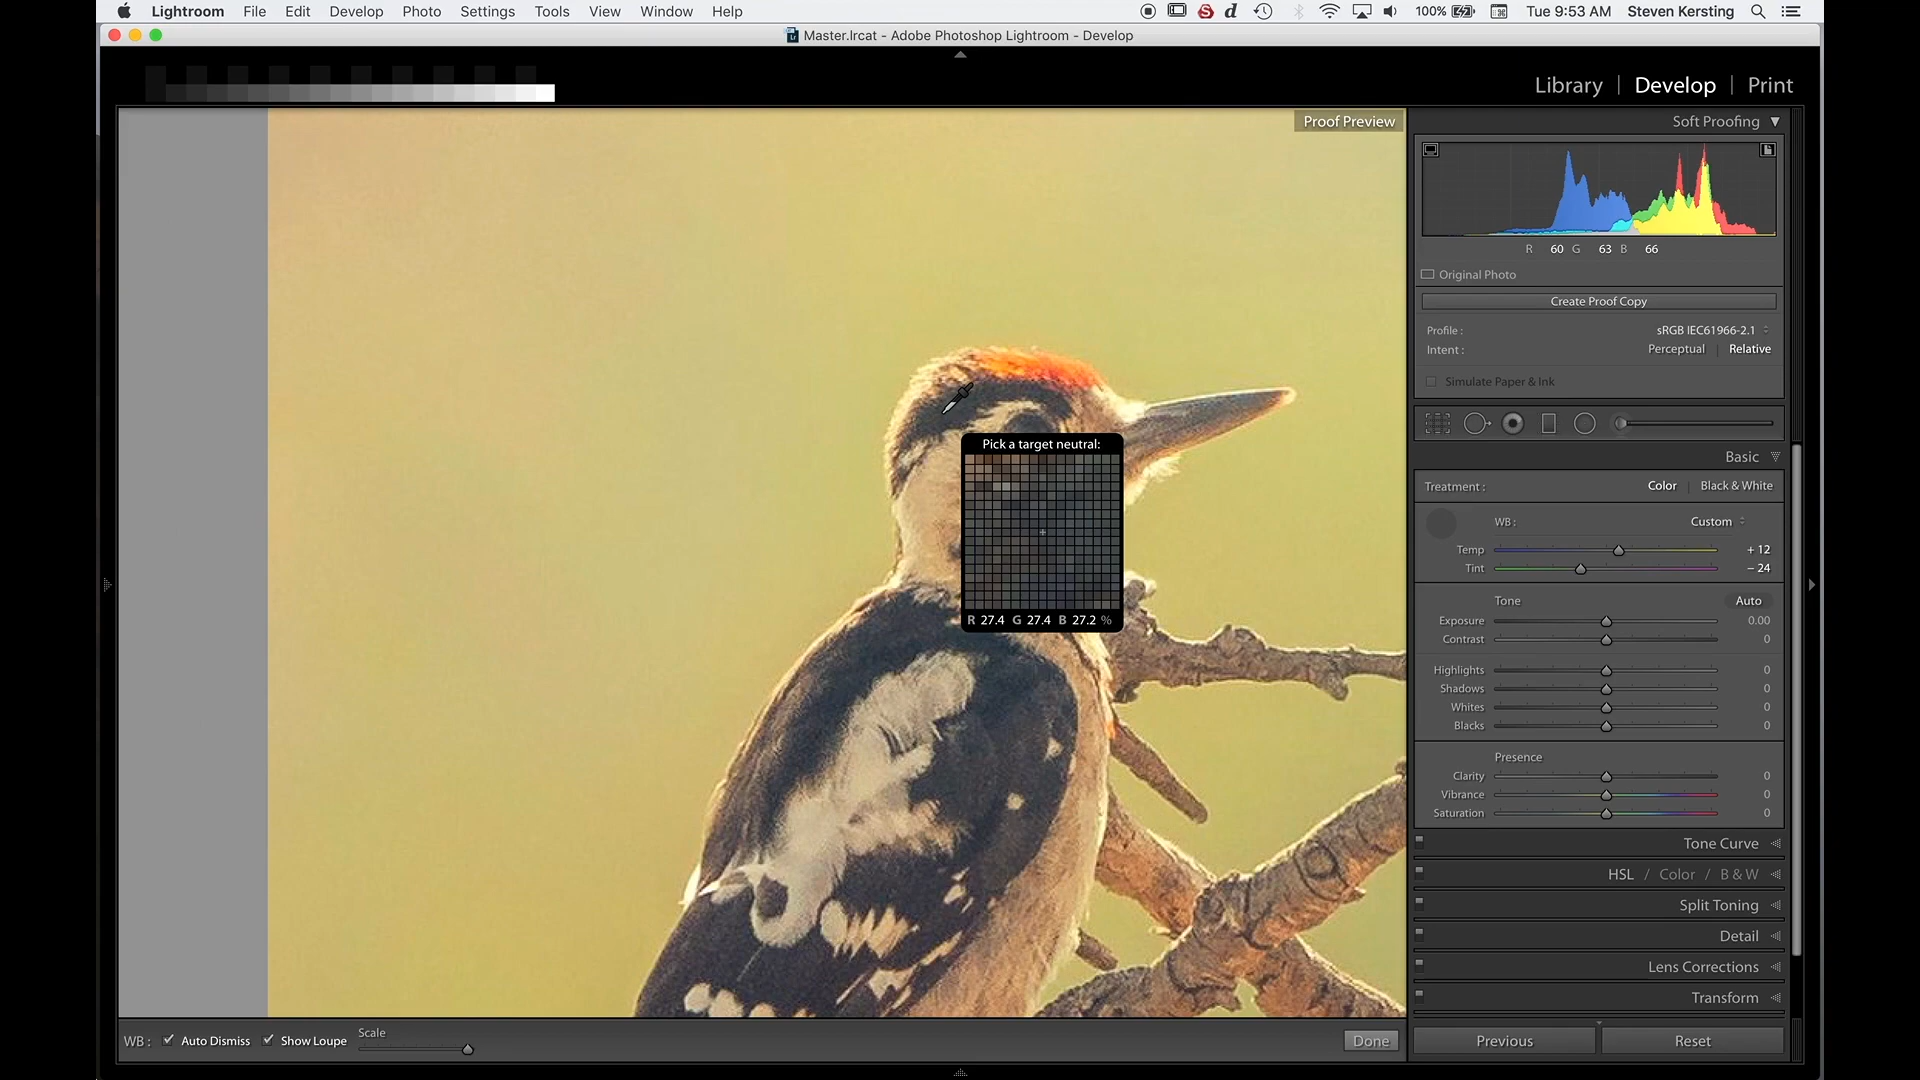 Lightroom File Edit Develop Photo Settings Tools View Window Help 100% Tue 9:53 AM Steven Kersting
Master.lrcat - Adobe Photoshop Lightroom - Develop
Library | Develop | Print
Proof Preview
Soft Proofing
R 60 G 63 B 66
Original Photo
Create Proof Copy
Profile : sRGB IEC61966-2.1
Intent : Perceptual | Relative
Simulate Paper & Ink
Pick a target neutral:
R 27.4 G 27.4 B 27.2 %
Basic
Treatment : Color | Black & White
WB : Custom
Temp + 12
Tint – 24
Tone Auto
Exposure 0.00
Contrast 0
Highlights 0
Shadows 0
Whites 0
Blacks 0
Presence
Clarity 0
Vibrance 0
Saturation 0
Tone Curve
HSL / Color / B & W
Split Toning
Detail
Lens Corrections
Transform
WB : Auto Dismiss Show Loupe Scale Done
Previous Reset